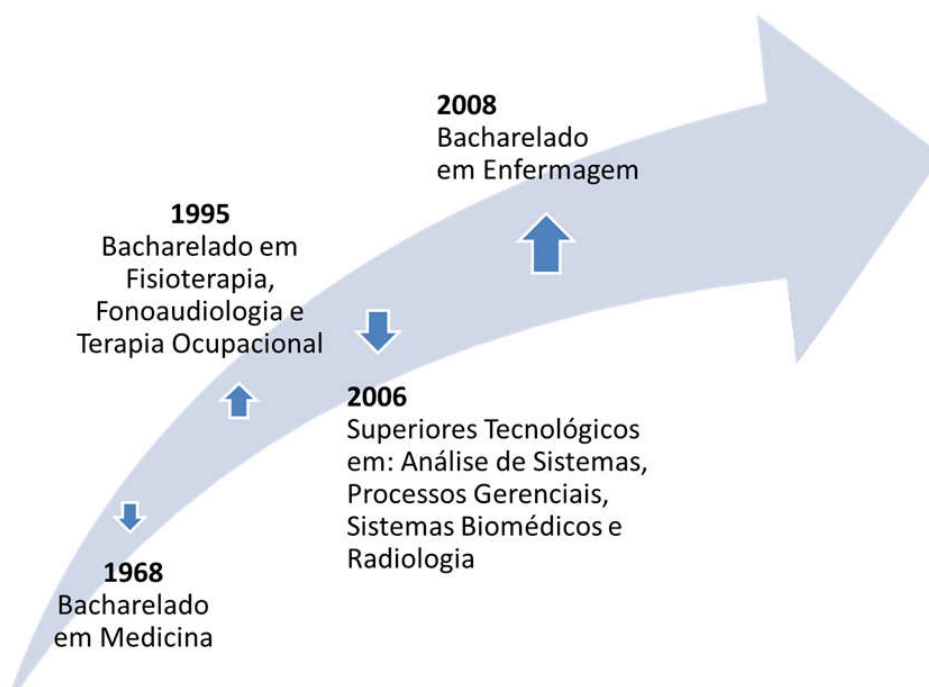 2008
Bacharelado
em Enfermagem
1995
Bacharelado em
Fisioterapia,
Fonoaudiologia e
Terapia Ocupacional
2006
Superiores Tecnológicos
em: Análise de Sistemas,
Processos Gerenciais,
Sistemas Biomédicos e
Radiologia
1968
Bacharelado
em Medicina